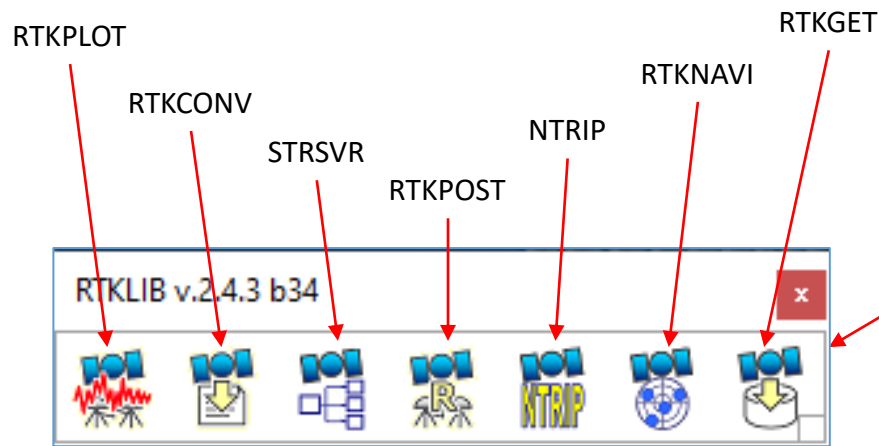 RTKPLOT
RTKCONV
STRSVR
RTKPOST
NTRIP
RTKNAVI
RTKGET
RTKLIB v.2.4.3 b34
x
R
NTRIP